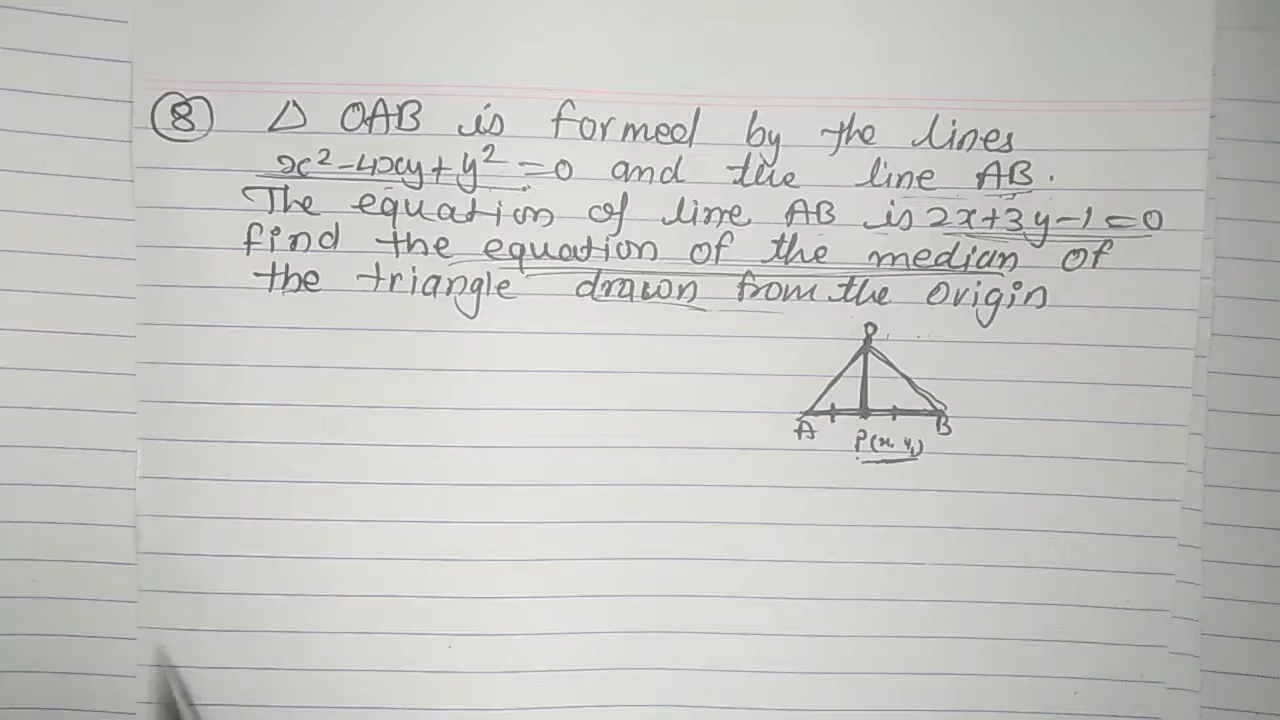 8 △ OAB is formed by the lines
x²-4xy+y²=0 and the line AB.
The equation of line AB is 2x+3y-1=0
find the equation of the median of
the triangle drawn from the origin
O
A B
P(x, y₁)